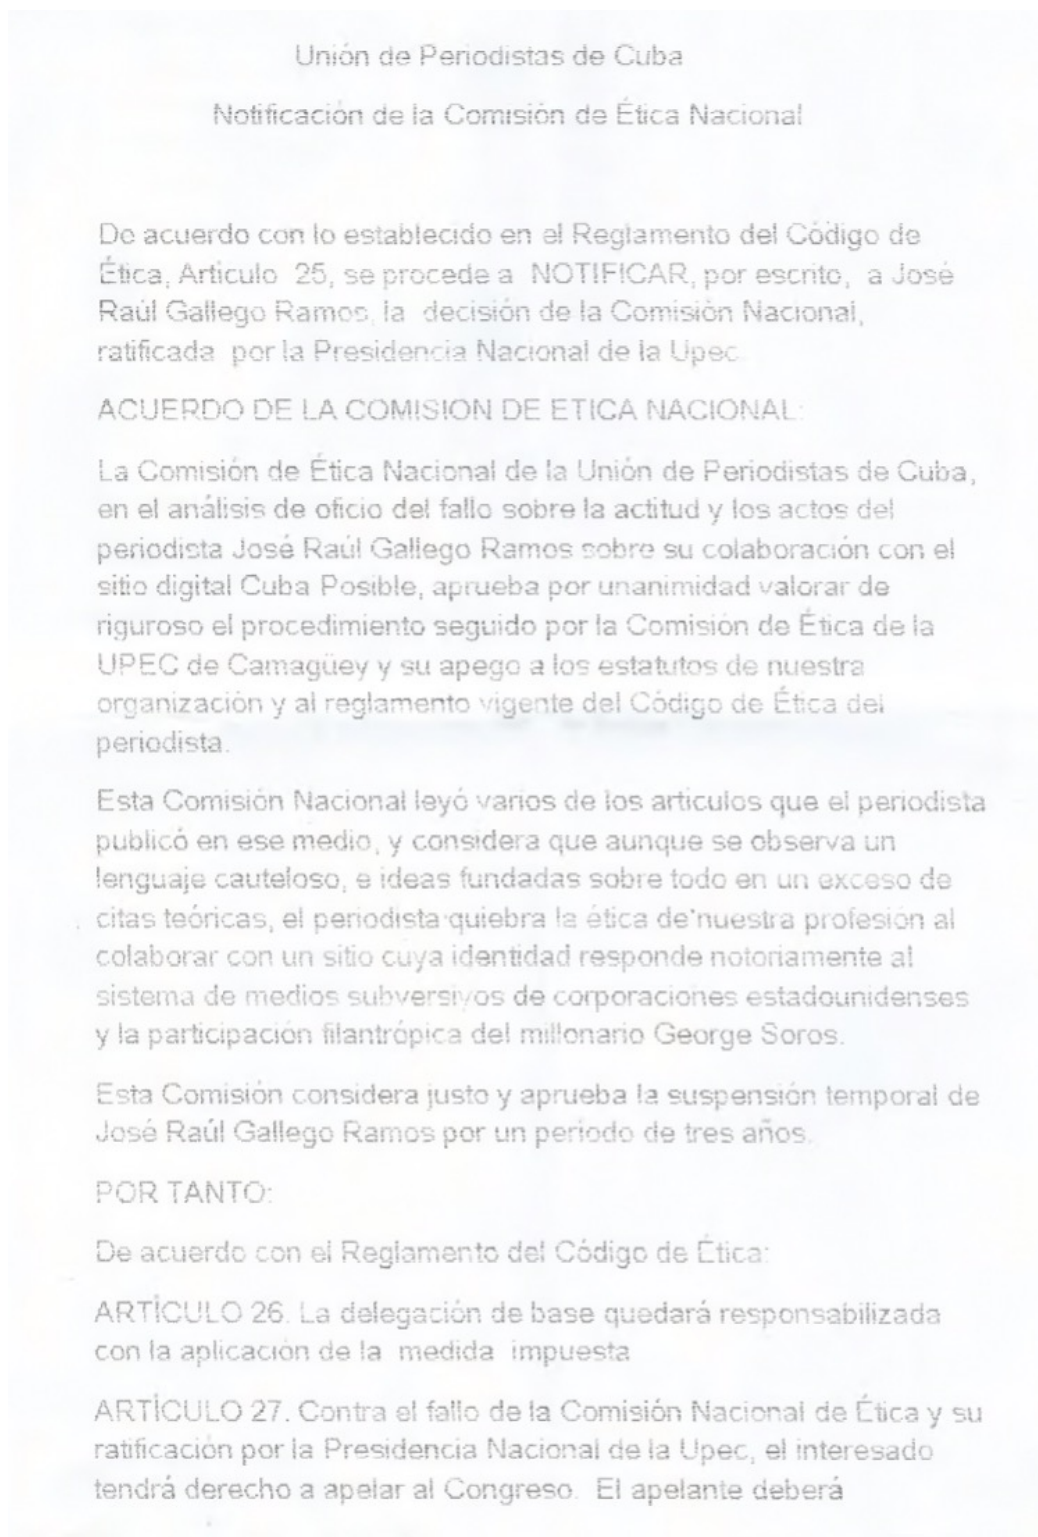 Unión de Periodistas de Cuba
Notificación de la Comisión de Ética Nacional
De acuerdo con lo establecido en el Reglamento del Código de
Ética, Articulo 25, se procede a NOTIFICAR, por escrito, a José
Raúl Gallego Ramos, la decisión de la Comisión Nacional,
ratificada por la Presidencia Nacional de la Upec.
ACUERDO DE LA COMISION DE ETICA NACIONAL:
La Comisión de Ética Nacional de la Unión de Periodistas de Cuba,
en el análisis de oficio del fallo sobre la actitud y los actos del
periodista José Raúl Gallego Ramos sobre su colaboración con el
sitio digital Cuba Posible, aprueba por unanimidad valorar de
riguroso el procedimiento seguido por la Comisión de Ética de la
UPEC de Camagüey y su apego a los estatutos de nuestra
organización y al reglamento vigente del Código de Ética del
periodista.
Esta Comisión Nacional leyó varios de los artículos que el periodista
publicó en ese medio, y considera que aunque se observa un
lenguaje cauteloso, e ideas fundadas sobre todo en un exceso de
citas teóricas, el periodista quiebra la ética de nuestra profesión al
colaborar con un sitio cuya identidad responde notoriamente al
sistema de medios subversivos de corporaciones estadounidenses
y la participación filantrópica del millonario George Soros.
Esta Comisión considera justo y aprueba la suspensión temporal de
José Raúl Gallego Ramos por un periodo de tres años.
POR TANTO:
De acuerdo con el Reglamento del Código de Ética:
ARTÍCULO 26. La delegación de base quedará responsabilizada
con la aplicación de la medida impuesta
ARTÍCULO 27. Contra el fallo de la Comisión Nacional de Ética y su
ratificación por la Presidencia Nacional de la Upec, el interesado
tendrá derecho a apelar al Congreso. El apelante deberá